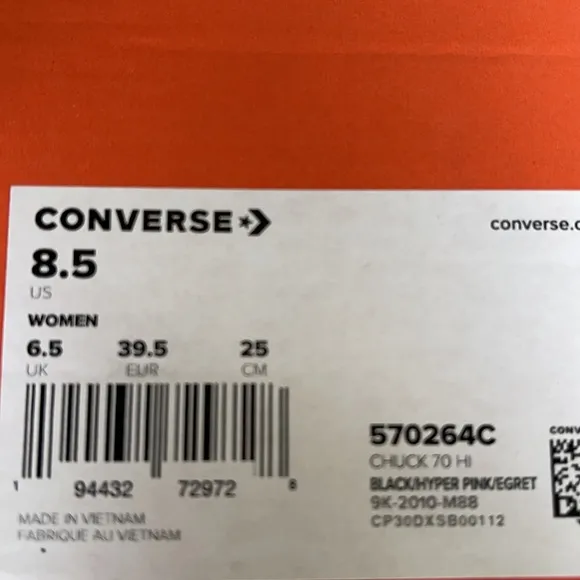 CONVERSE
converse.c
8.5
US
WOMEN
6.5 39.5 25
UK EUR CM
1 94432 72972 8
MADE IN VIETNAM
FABRIQUE AU VIETNAM
570264C
CHUCK 70 HI
BLACK/HYPER PINK/EGRET
9K-2010-M88
CP30DXSB00112
CONV